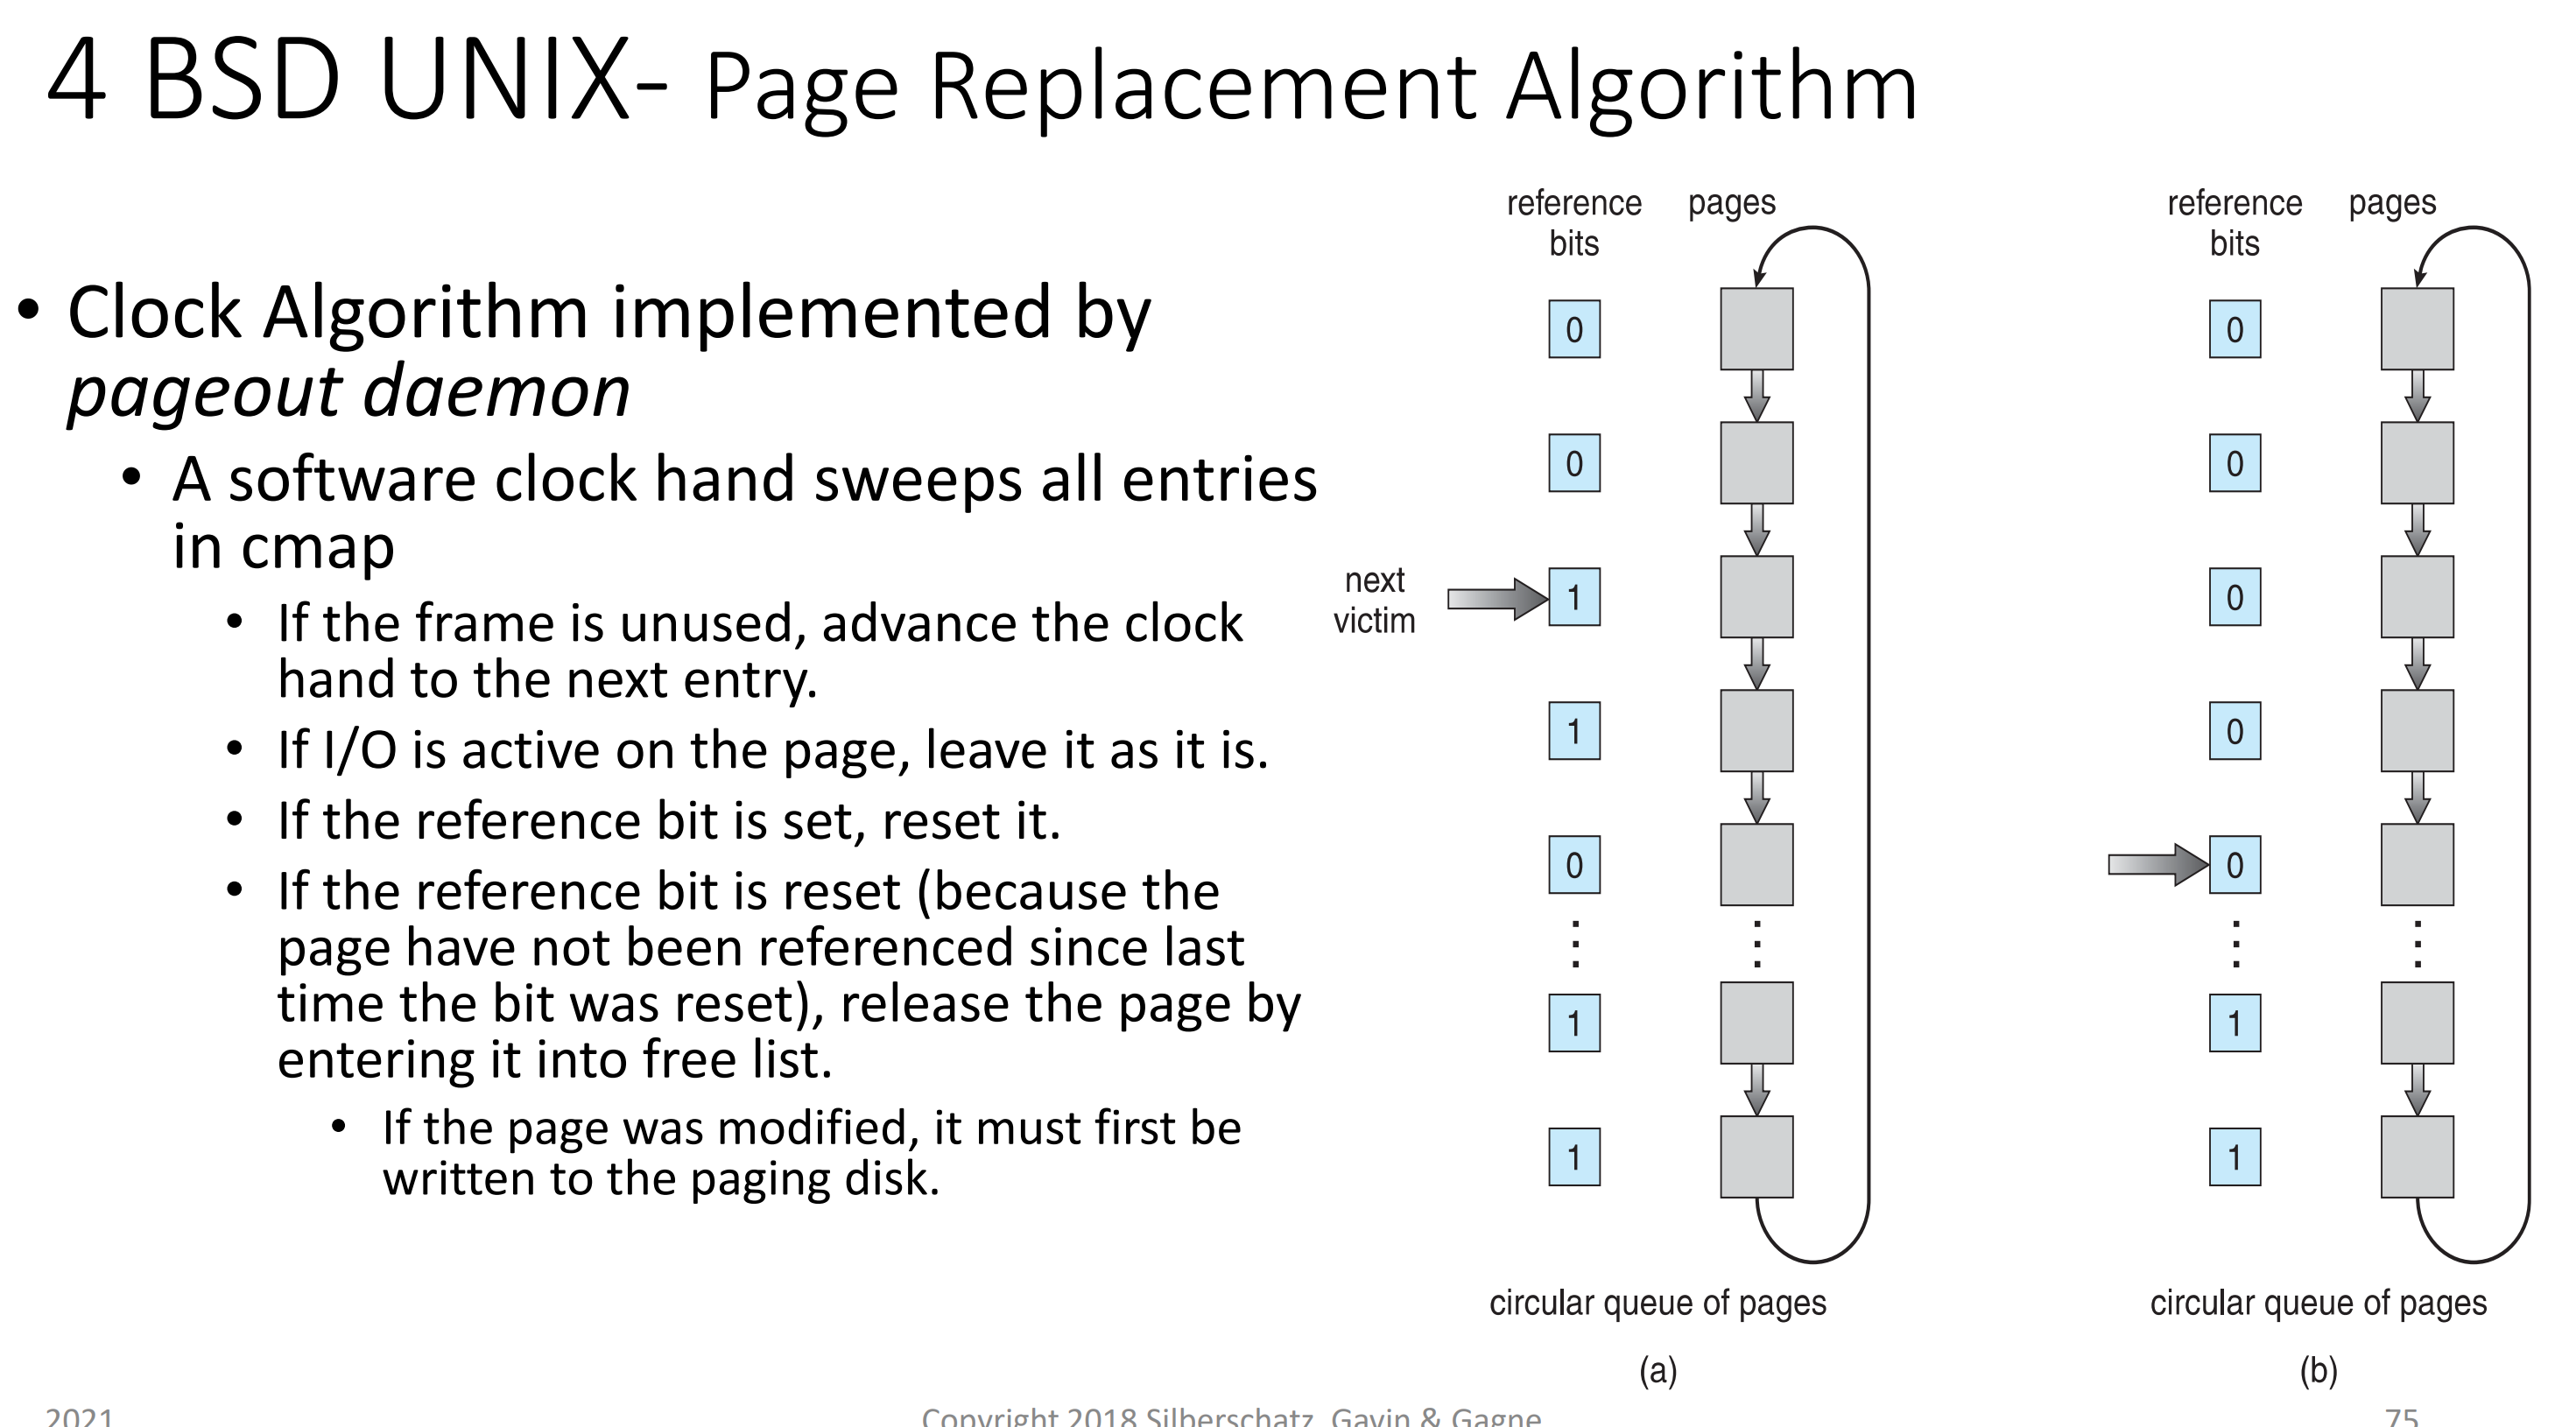 4 BSD UNIX- Page Replacement Algorithm
• Clock Algorithm implemented by
pageout daemon
• A software clock hand sweeps all entries
in cmap
• If the frame is unused, advance the clock
hand to the next entry.
• If I/O is active on the page, leave it as it is.
• If the reference bit is set, reset it.
• If the reference bit is reset (because the
page have not been referenced since last
time the bit was reset), release the page by
entering it into free list.
• If the page was modified, it must first be
written to the paging disk.
reference
bits
pages
0
0
next
victim
1
1
0
1
1
circular queue of pages
(a)
reference
bits
pages
0
0
0
0
0
1
1
circular queue of pages
(b)
2021
Copyright 2018 Silberschatz, Gavin & Gagne
75